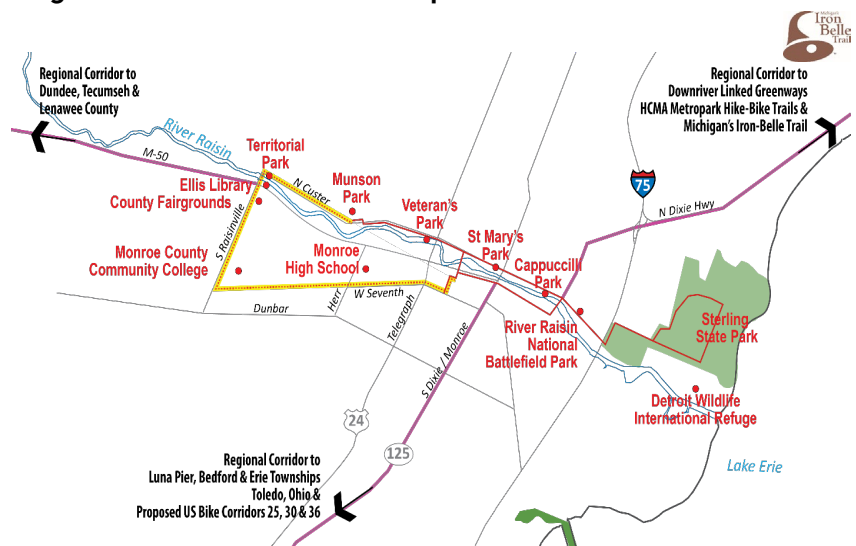 Michigan's
Iron
Belle
Trail
Regional Corridor to
Dundee, Tecumseh &
Lenawee County
Regional Corridor to
Downriver Linked Greenways
HCMA Metropark Hike-Bike Trails &
Michigan's Iron-Belle Trail
River Raisin
M-50
Territorial
Park
Ellis Library
County Fairgrounds
N Custer
Munson
Park
75
N Dixie Hwy
Veteran's
Park
S Raisinville
St Mary's
Park
Monroe County
Community College
Monroe
High School
Cappuccilli
Park
W Seventh
Dunbar
Herr
Telegraph
S Dixie / Monroe
River Raisin
National
Battlefield Park
Sterling
State Park
Detroit Wildlife
International Refuge
24
125
Lake Erie
Regional Corridor to
Luna Pier, Bedford & Erie Townships
Toledo, Ohio &
Proposed US Bike Corridors 25, 30 & 36